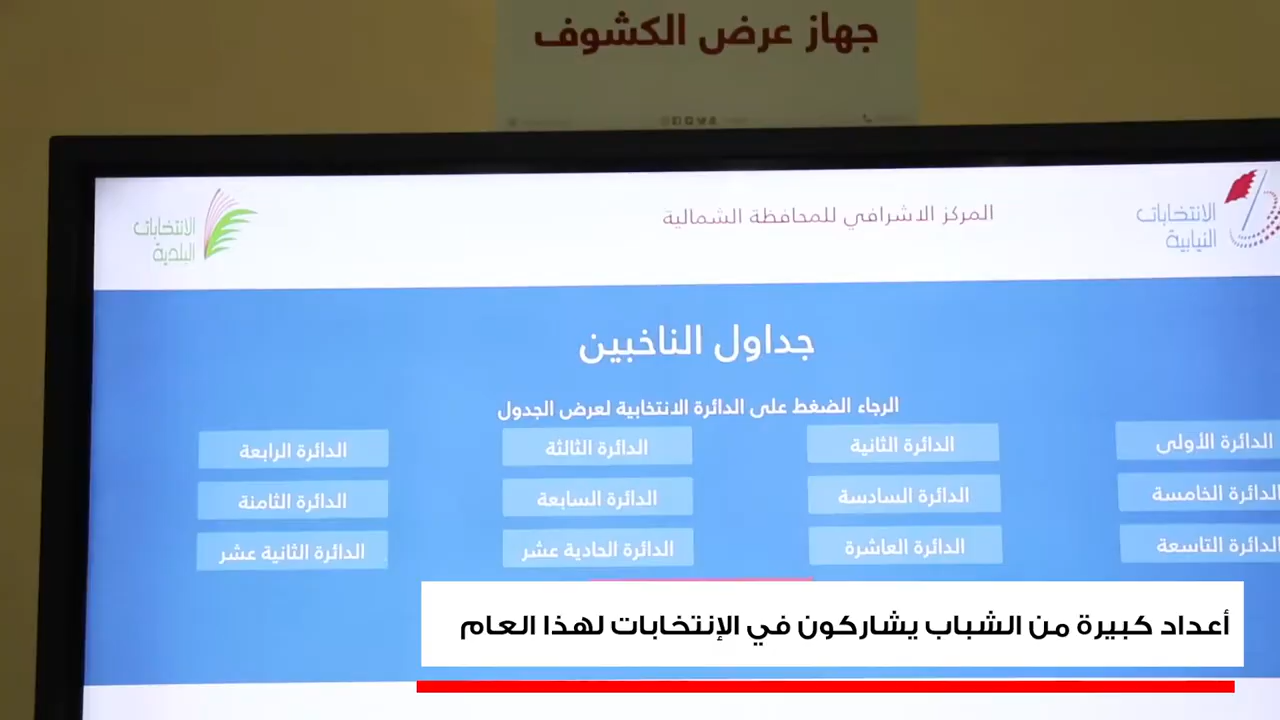 جهاز عرض الكشوف
الانتخابات
النيابية
المركز الاشرافي للمحافظة الشمالية
الانتخابات
البلدية
جداول الناخبين
الرجاء الضغط على الدائرة الانتخابية لعرض الجدول
الدائرة الأولى
الدائرة الثانية
الدائرة الثالثة
الدائرة الرابعة
الدائرة الخامسة
الدائرة السادسة
الدائرة السابعة
الدائرة الثامنة
الدائرة التاسعة
الدائرة العاشرة
الدائرة الحادية عشر
الدائرة الثانية عشر
أعداد كبيرة من الشباب يشاركون في الإنتخابات لهذا العام